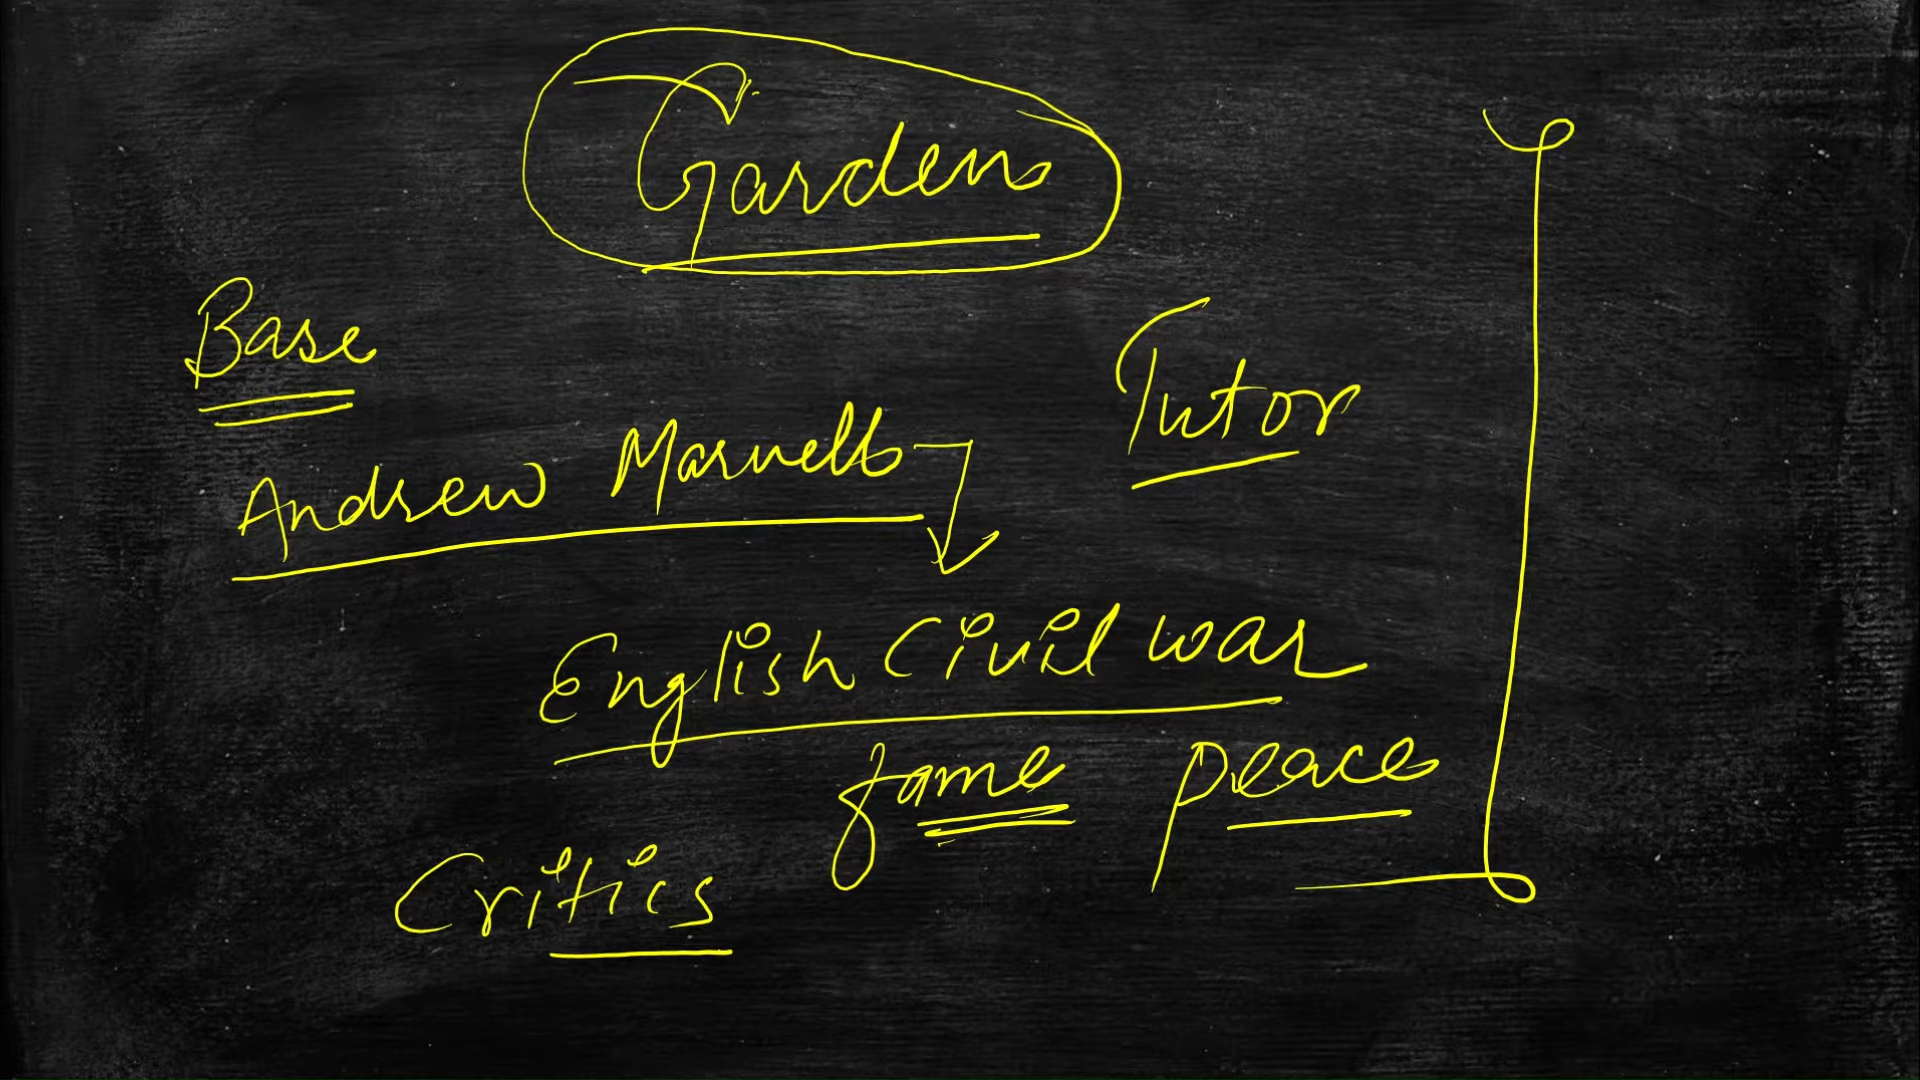 Garden
Base
Tutor
Andrew Marvell
English Civil war
fame peace
Critics